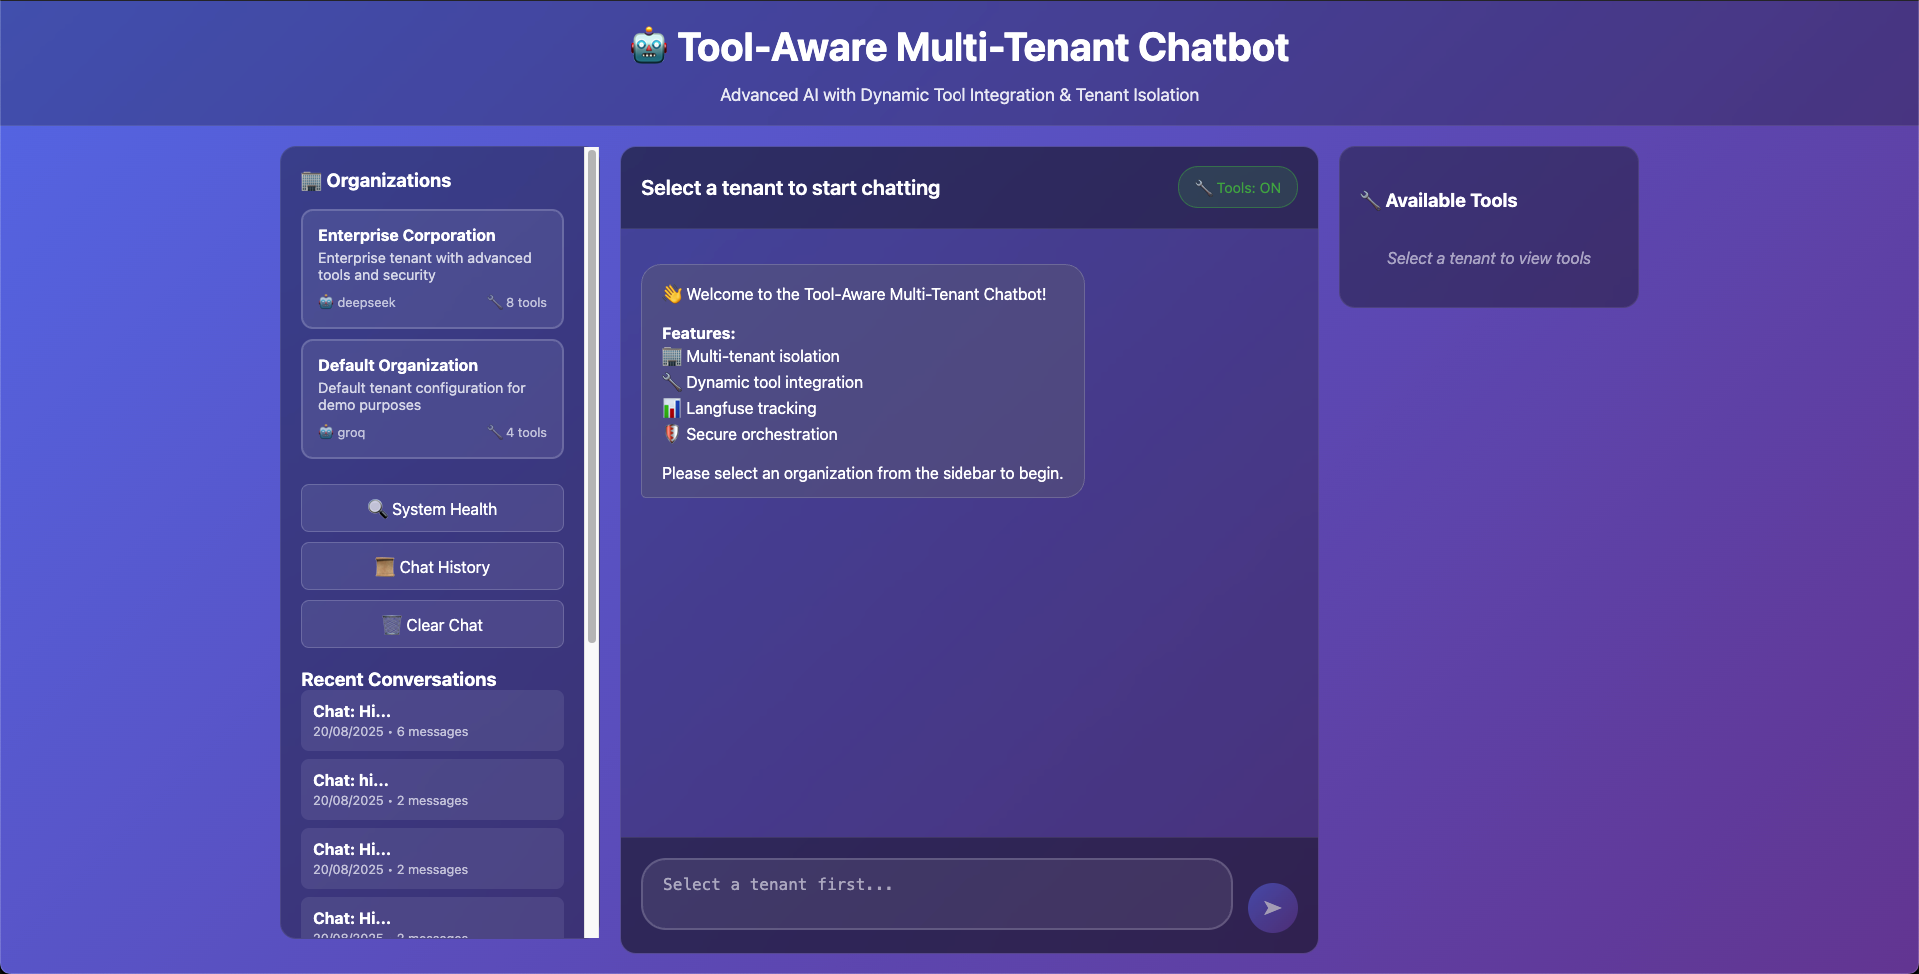 Tool-Aware Multi-Tenant Chatbot
Advanced AI with Dynamic Tool Integration & Tenant Isolation
Organizations
Enterprise Corporation
Enterprise tenant with advanced
tools and security
deepseek
8 tools
Default Organization
Default tenant configuration for
demo purposes
groq
4 tools
System Health
Chat History
Clear Chat
Recent Conversations
Chat: Hi...
20/08/2025 • 6 messages
Chat: hi...
20/08/2025 • 2 messages
Chat: Hi...
20/08/2025 • 2 messages
Chat: Hi...
20/08/2025 • 2 messages
Select a tenant to start chatting
Tools: ON
Welcome to the Tool-Aware Multi-Tenant Chatbot!
Features:
Multi-tenant isolation
Dynamic tool integration
Langfuse tracking
Secure orchestration
Please select an organization from the sidebar to begin.
Select a tenant first...
Available Tools
Select a tenant to view tools